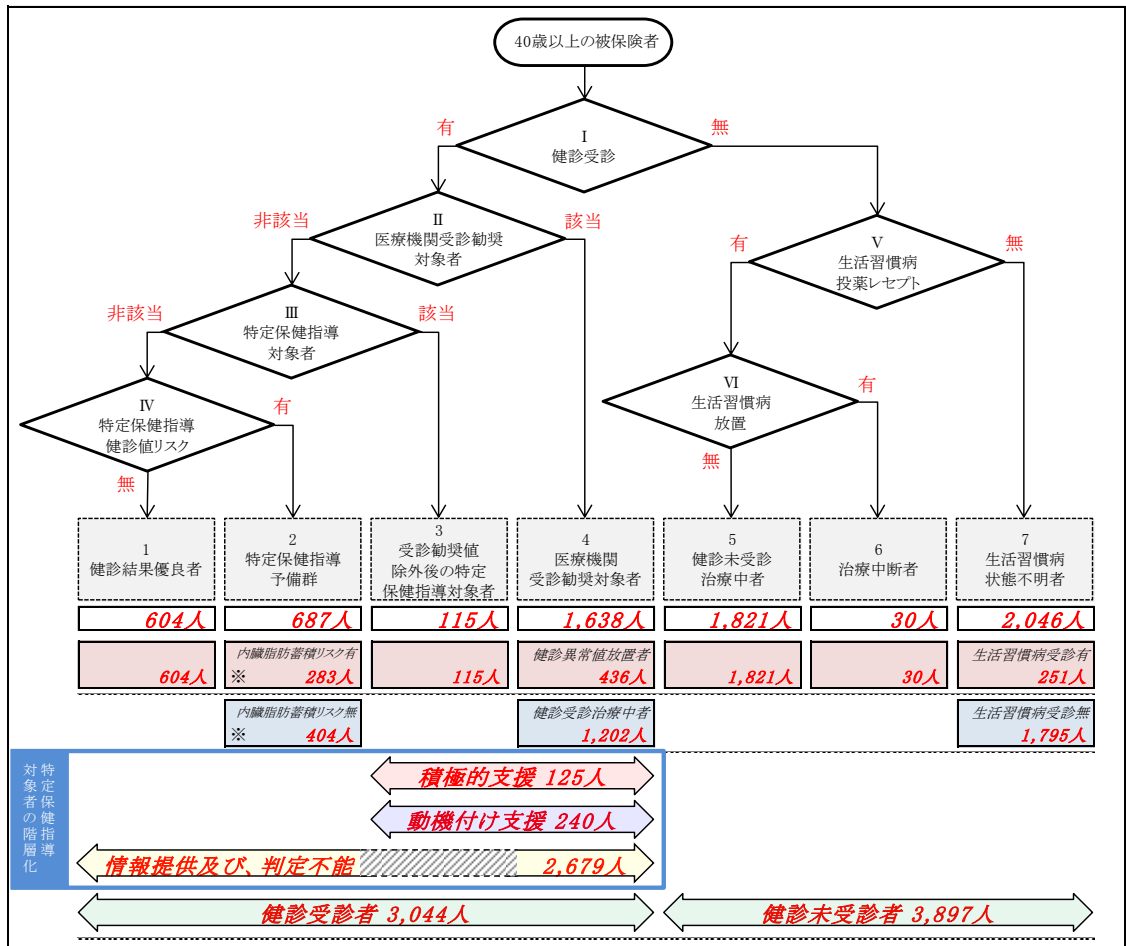 40歳以上の被保険者
Ⅰ
健診受診
有
無
Ⅱ
医療機関受診勧奨
対象者
非該当
該当
Ⅴ
生活習慣病
投薬レセプト
有
無
Ⅲ
特定保健指導
対象者
非該当
該当
Ⅵ
生活習慣病
放置
有
無
Ⅳ
特定保健指導
健診値リスク
有
無
1
健診結果優良者
2
特定保健指導
予備群
3
受診勧奨値
除外後の特定
保健指導対象者
4
医療機関
受診勧奨対象者
5
健診未受診
治療中者
6
治療中断者
7
生活習慣病
状態不明者
604人
687人
115人
1,638人
1,821人
30人
2,046人
604人
内臓脂肪蓄積リスク有
※ 283人
115人
健診異常値放置者
436人
1,821人
30人
生活習慣病受診有
251人
内臓脂肪蓄積リスク無
※ 404人
健診受診治療中者
1,202人
生活習慣病受診無
1,795人
特定保健指導
対象者の階層化
積極的支援 125人
動機付け支援 240人
情報提供及び、判定不能 2,679人
健診受診者 3,044人
健診未受診者 3,897人